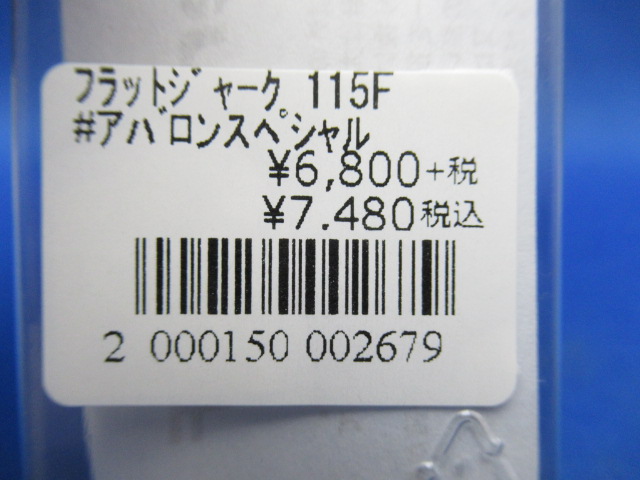 フラットジャーク 115F
#アバロンスペシャル
¥6,800+税
¥7.480税込
2 000150 002679